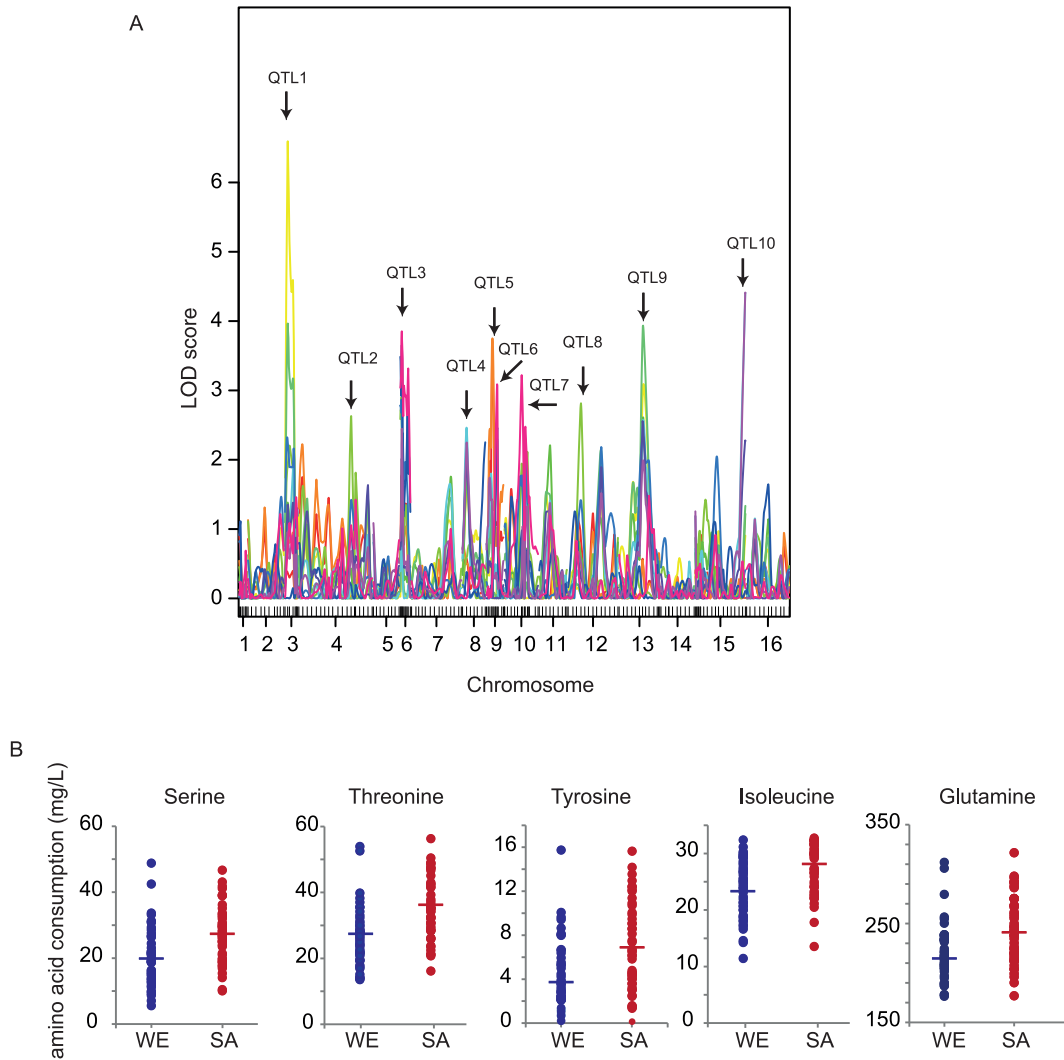 A
QTL1
QTL2
QTL3
QTL4
QTL5
QTL6
QTL7
QTL8
QTL9
QTL10
LOD score
6
5
4
3
2
1
0
1 2 3 4 5 6 7 8 9 10 11 12 13 14 15 16
Chromosome
B
amino acid consumption (mg/L)
Serine
60
40
20
0
WE SA
Threonine
60
40
20
0
WE SA
Tyrosine
16
12
8
4
0
WE SA
Isoleucine
30
20
10
0
WE SA
Glutamine
350
250
150
WE SA